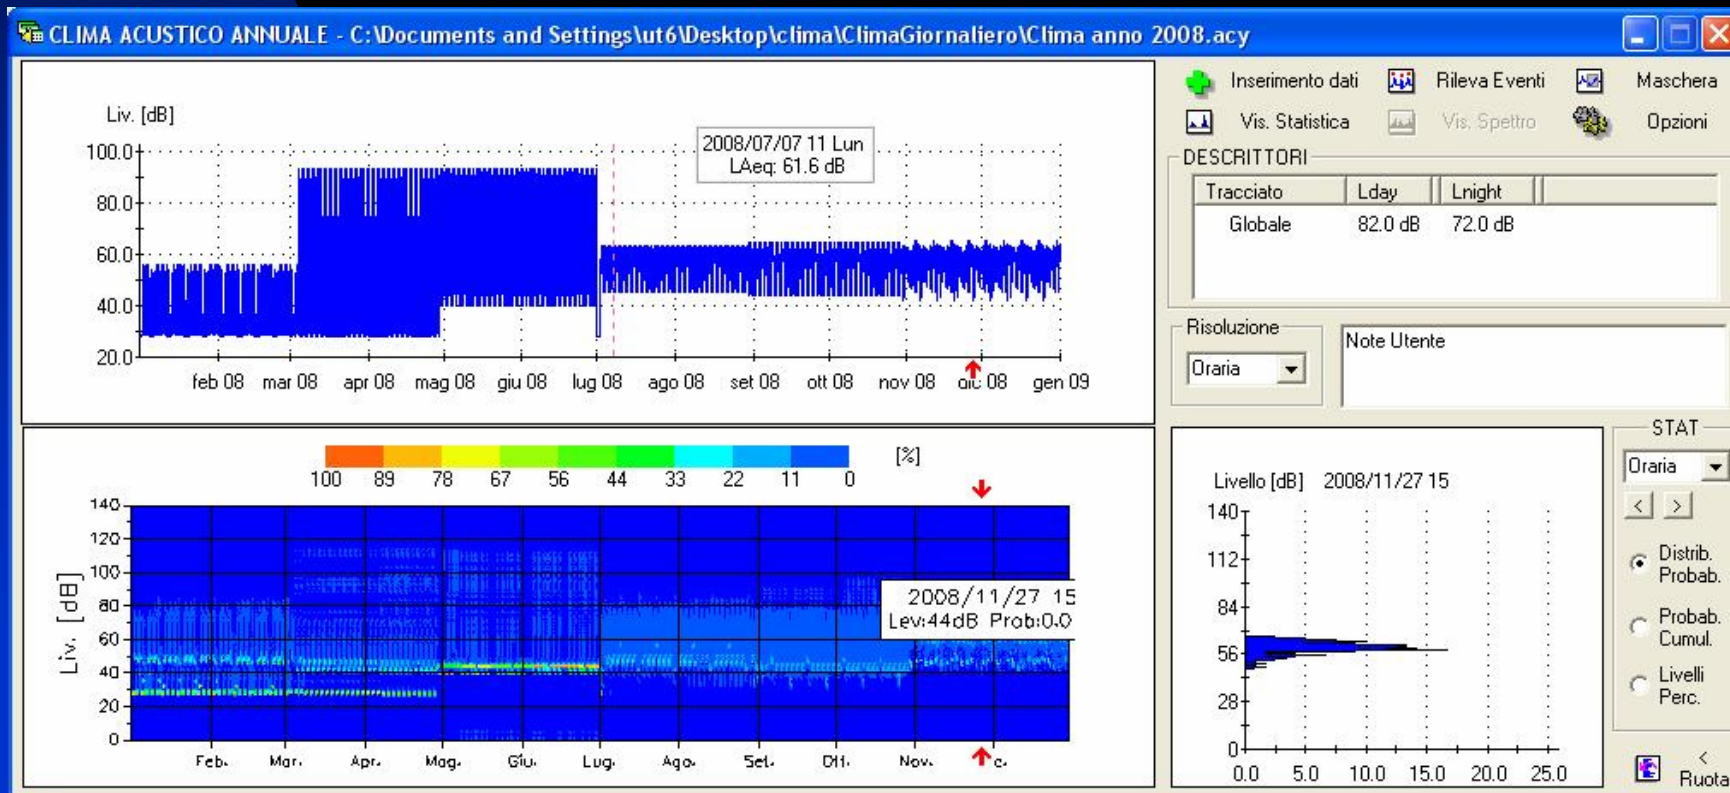 CLIMA ACUSTICO ANNUALE - C:\Documents and Settings\ut6\Desktop\clima\ClimaGiornaliero\Clima anno 2008.acy
Liv. [dB]
2008/07/07 11 Lun
LAeq: 61.6 dB
100.0
80.0
60.0
40.0
20.0
feb 08 mar 08 apr 08 mag 08 giu 08 lug 08 ago 08 set 08 ott 08 nov 08 dic 08 gen 09
Inserimento dati Rileva Eventi Maschera
Vis. Statistica Vis. Spettro Opzioni
DESCRITTORI
Tracciato Lday Lnight
Globale 82.0 dB 72.0 dB
Risoluzione
Oraria
Note Utente
[%]
100 89 78 67 56 44 33 22 11 0
Liv. [dB]
140
120
100
80
60
40
20
0
2008/11/27 15
Lev:44dB Prob:0.0
Feb. Mar. Apr. Mag. Giu. Lug. Ago. Set. Ott. Nov. c.
Livello [dB] 2008/11/27 15
140
112
84
56
28
0
0.0 5.0 10.0 15.0 20.0 25.0
STAT
Oraria
< >
Distrib.
Probab.
Probab.
Cumul.
Livelli
Perc.
<
Ruota